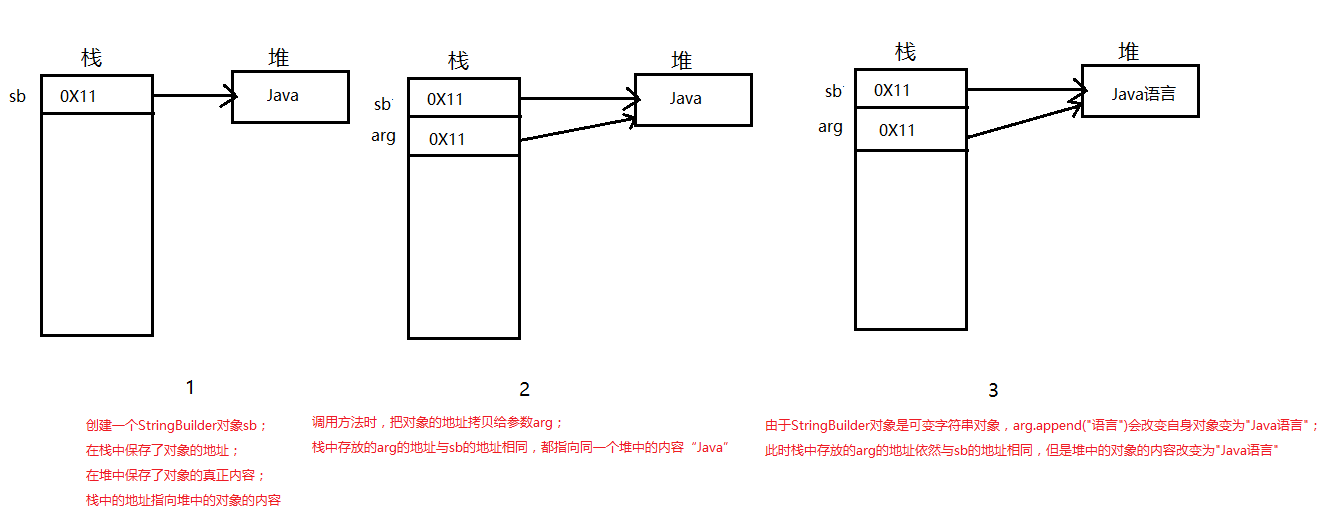 栈 堆
sb 0X11 Java
1
创建一个StringBuilder对象sb；
在栈中保存了对象的地址；
在堆中保存了对象的真正内容；
栈中的地址指向堆中的对象的内容
栈 堆
sb 0X11 Java
arg 0X11
2
调用方法时，把对象的地址拷贝给参数arg；
栈中存放的arg的地址与sb的地址相同，都指向同一个堆中的内容“Java”
栈 堆
sb 0X11 Java语言
arg 0X11
3
由于StringBuilder对象是可变字符串对象，arg.append("语言")会改变自身对象变为"Java语言"；
此时栈中存放的arg的地址依然与sb的地址相同，但是堆中的对象的内容改变为"Java语言"